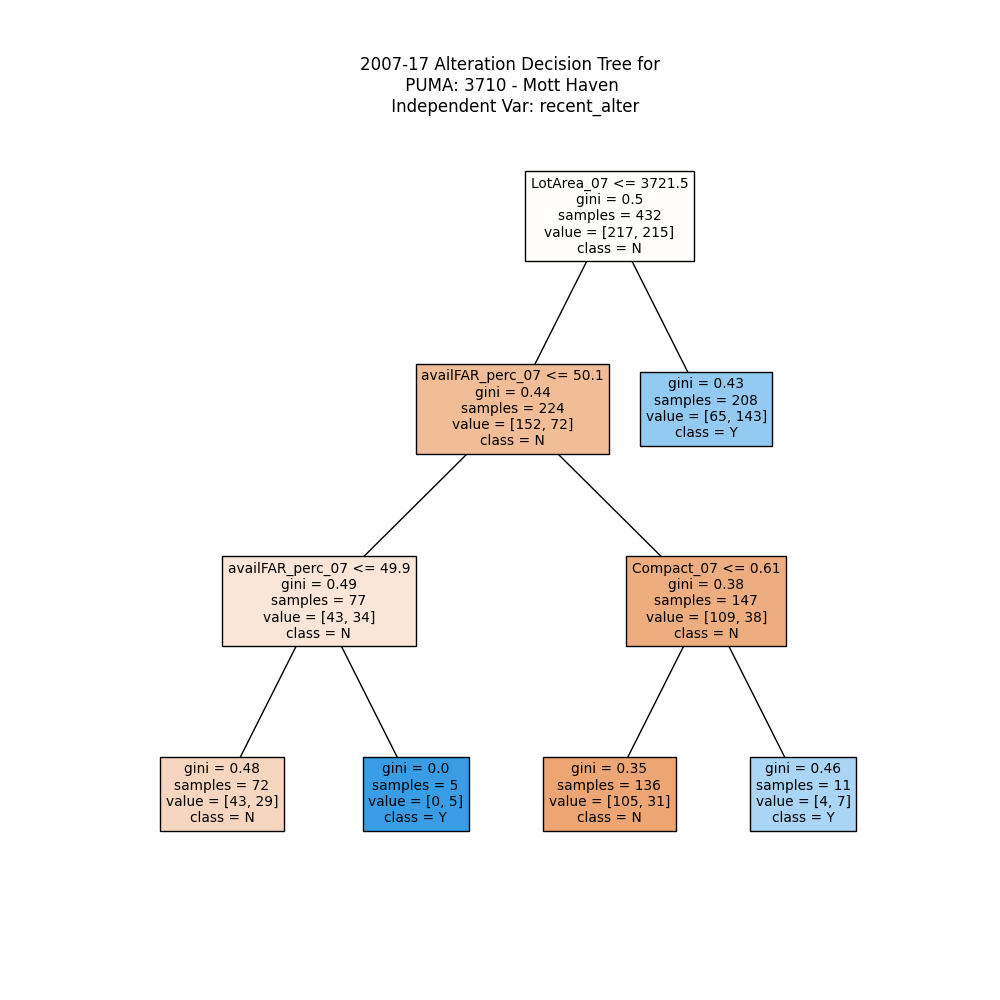 2007-17 Alteration Decision Tree for
PUMA: 3710 - Mott Haven
Independent Var: recent_alter
LotArea_07 <= 3721.5
gini = 0.5
samples = 432
value = [217, 215]
class = N
availFAR_perc_07 <= 50.1
gini = 0.44
samples = 224
value = [152, 72]
class = N
gini = 0.43
samples = 208
value = [65, 143]
class = Y
availFAR_perc_07 <= 49.9
gini = 0.49
samples = 77
value = [43, 34]
class = N
Compact_07 <= 0.61
gini = 0.38
samples = 147
value = [109, 38]
class = N
gini = 0.48
samples = 72
value = [43, 29]
class = N
gini = 0.0
samples = 5
value = [0, 5]
class = Y
gini = 0.35
samples = 136
value = [105, 31]
class = N
gini = 0.46
samples = 11
value = [4, 7]
class = Y